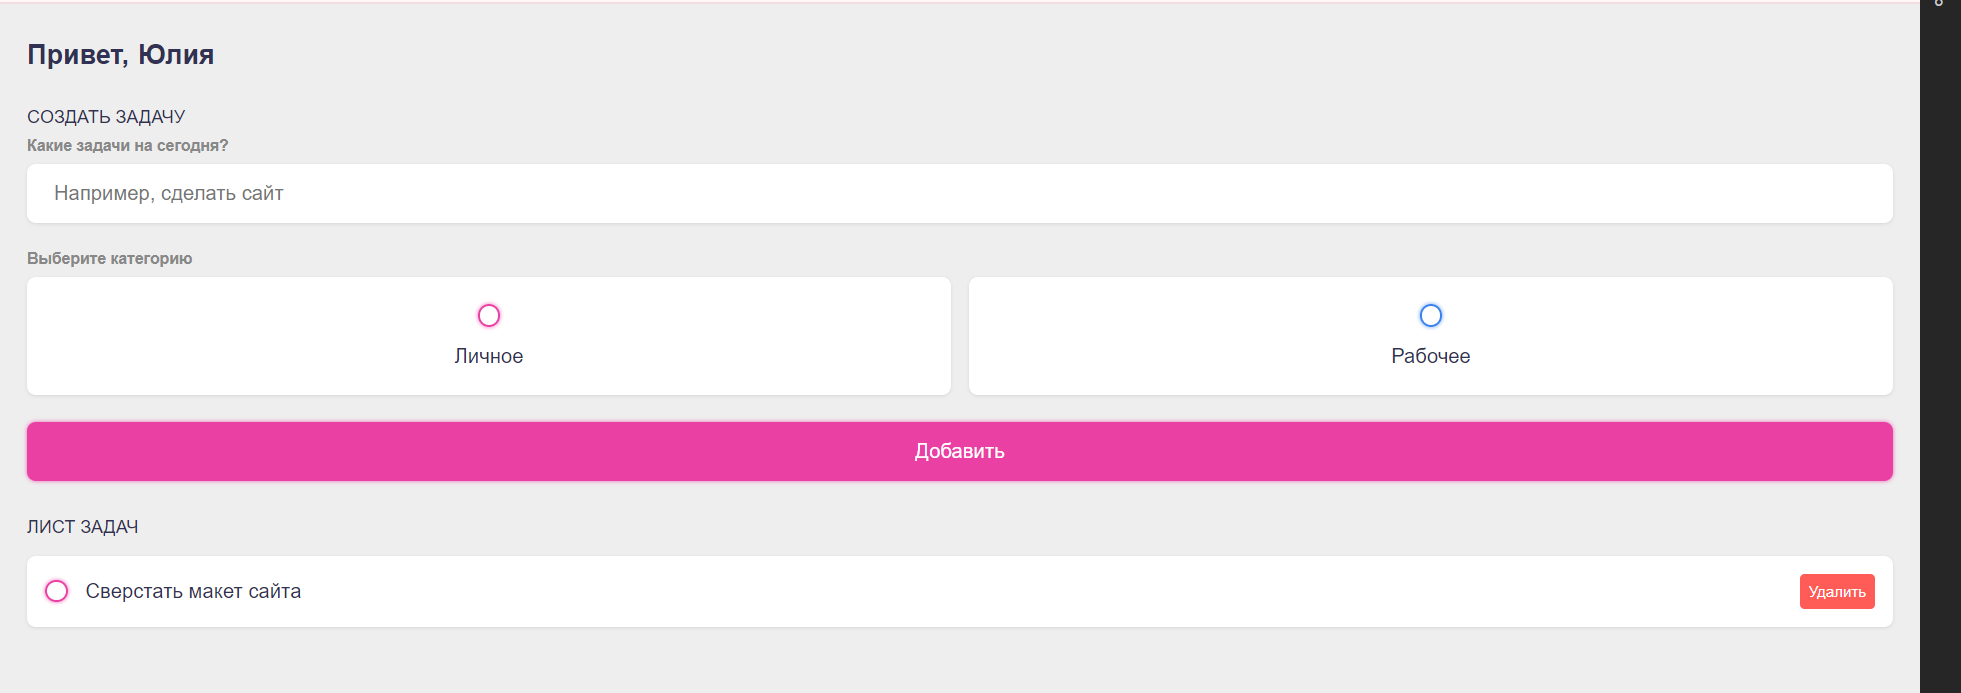 Привет, Юлия
СОЗДАТЬ ЗАДАЧУ
Какие задачи на сегодня?
Например, сделать сайт
Выберите категорию
Личное
Рабочее
Добавить
ЛИСТ ЗАДАЧ
Сверстать макет сайта
Удалить